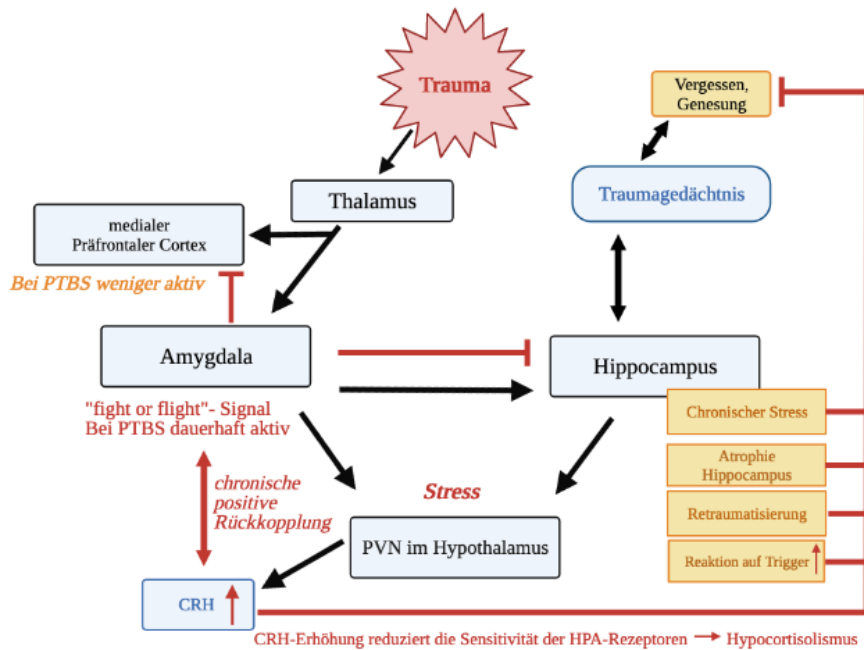 Trauma
Vergessen,
Genesung
Thalamus
Traumagedächtnis
medialer
Präfrontaler Cortex
Bei PTBS weniger aktiv
Amygdala
Hippocampus
"fight or flight"- Signal
Bei PTBS dauerhaft aktiv
Chronischer Stress
Atrophie
Hippocampus
chronische
positive
Rückkopplung
Stress
Retraumatisierung
PVN im Hypothalamus
Reaktion auf Trigger
CRH
CRH-Erhöhung reduziert die Sensitivität der HPA-Rezeptoren → Hypocortisolismus